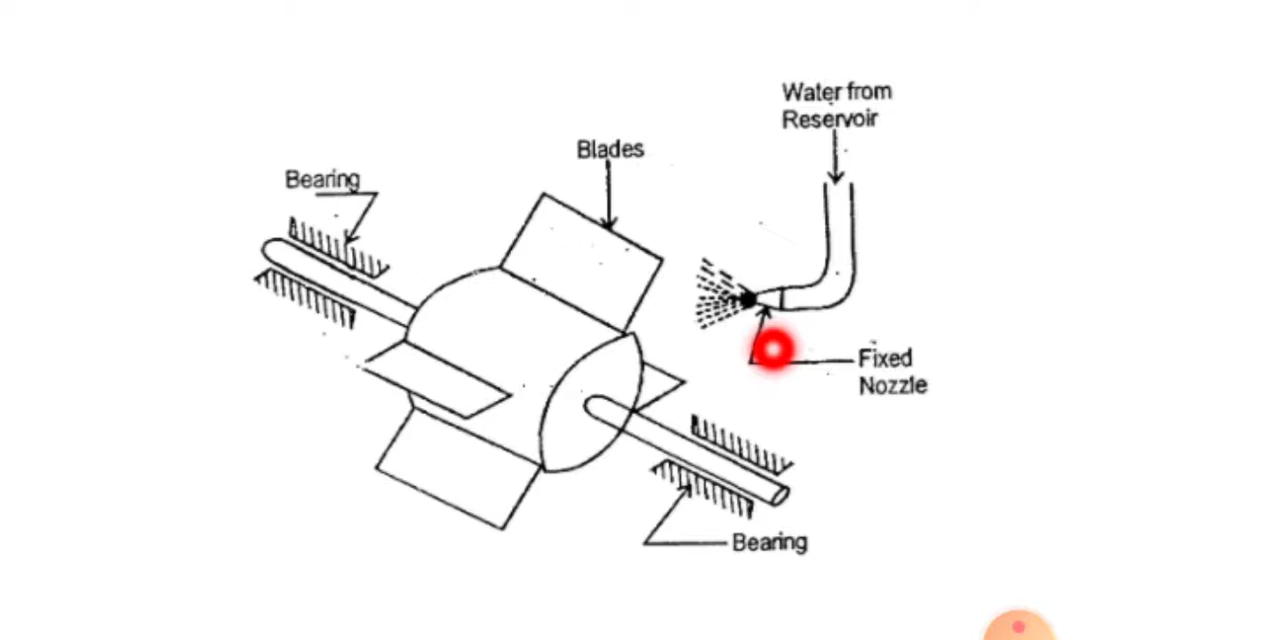 Water from
Reservoir
Blades
Bearing
Fixed
Nozzle
Bearing